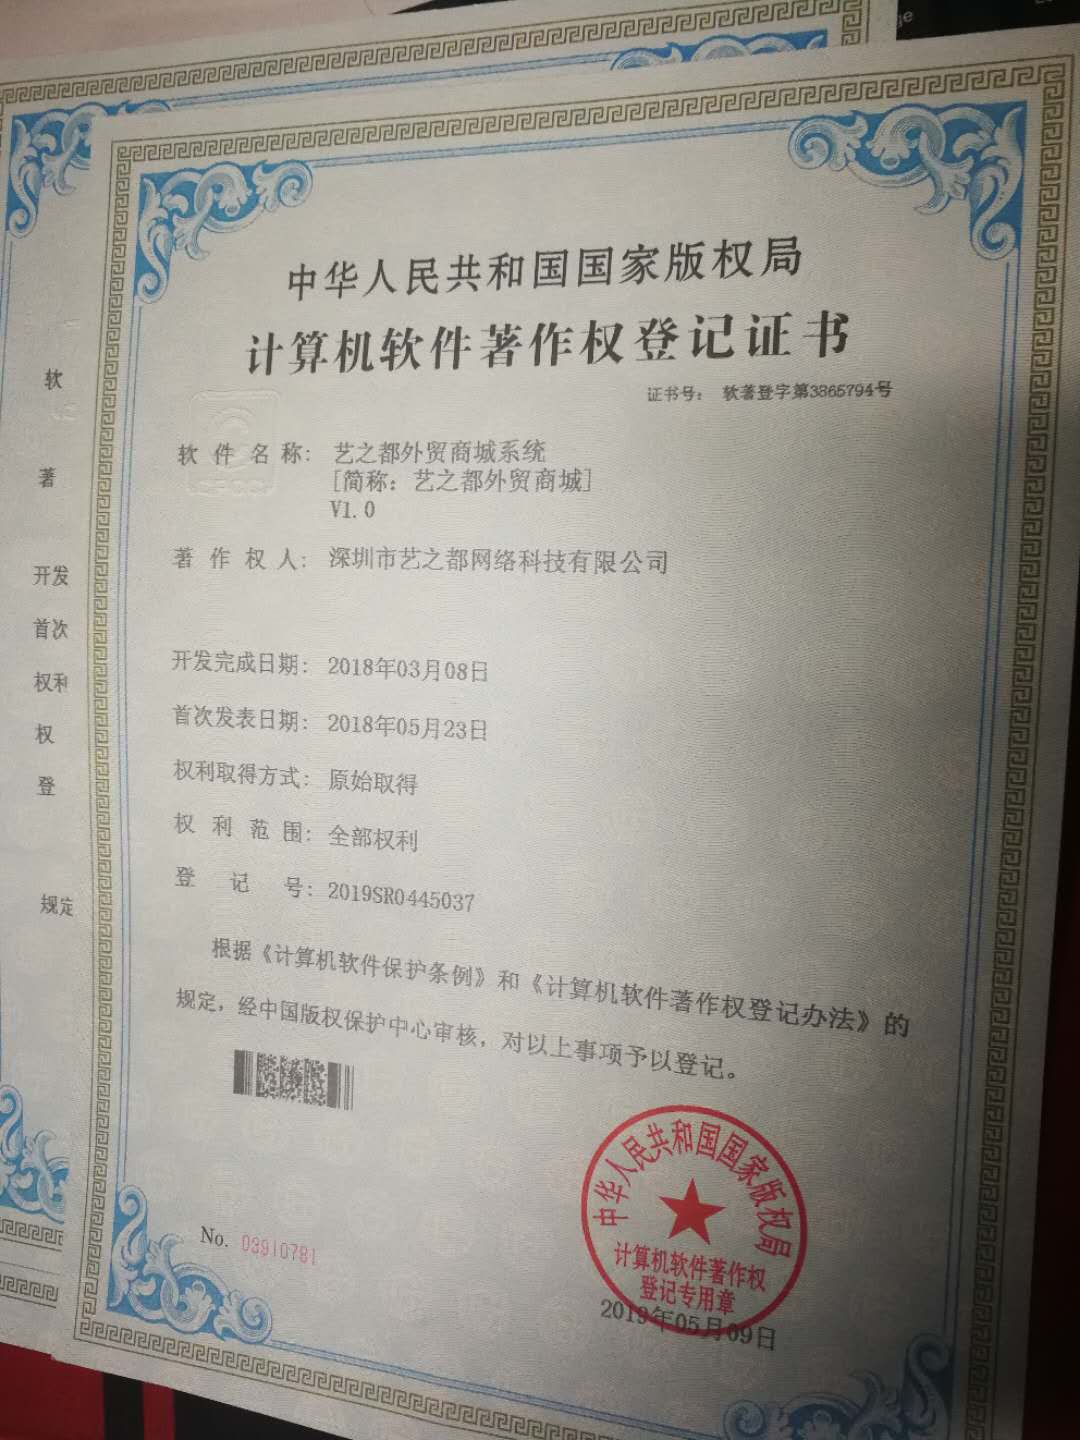 中华人民共和国国家版权局
计算机软件著作权登记证书
证书号： 软著登字第3865794号
软件名称： 艺之都外贸商城系统
[简称：艺之都外贸商城]
V1.0
著作权人： 深圳市艺之都网络科技有限公司
开发完成日期： 2018年03月08日
首次发表日期： 2018年05月23日
权利取得方式： 原始取得
权利范围： 全部权利
登记号： 2019SR0445037
根据《计算机软件保护条例》和《计算机软件著作权登记办法》的
规定，经中国版权保护中心审核，对以上事项予以登记。
No. 03910781
中华人民共和国国家版权局
计算机软件著作权
登记专用章
2019年05月09日
软
著
开发
首次
权利
权
登
规定